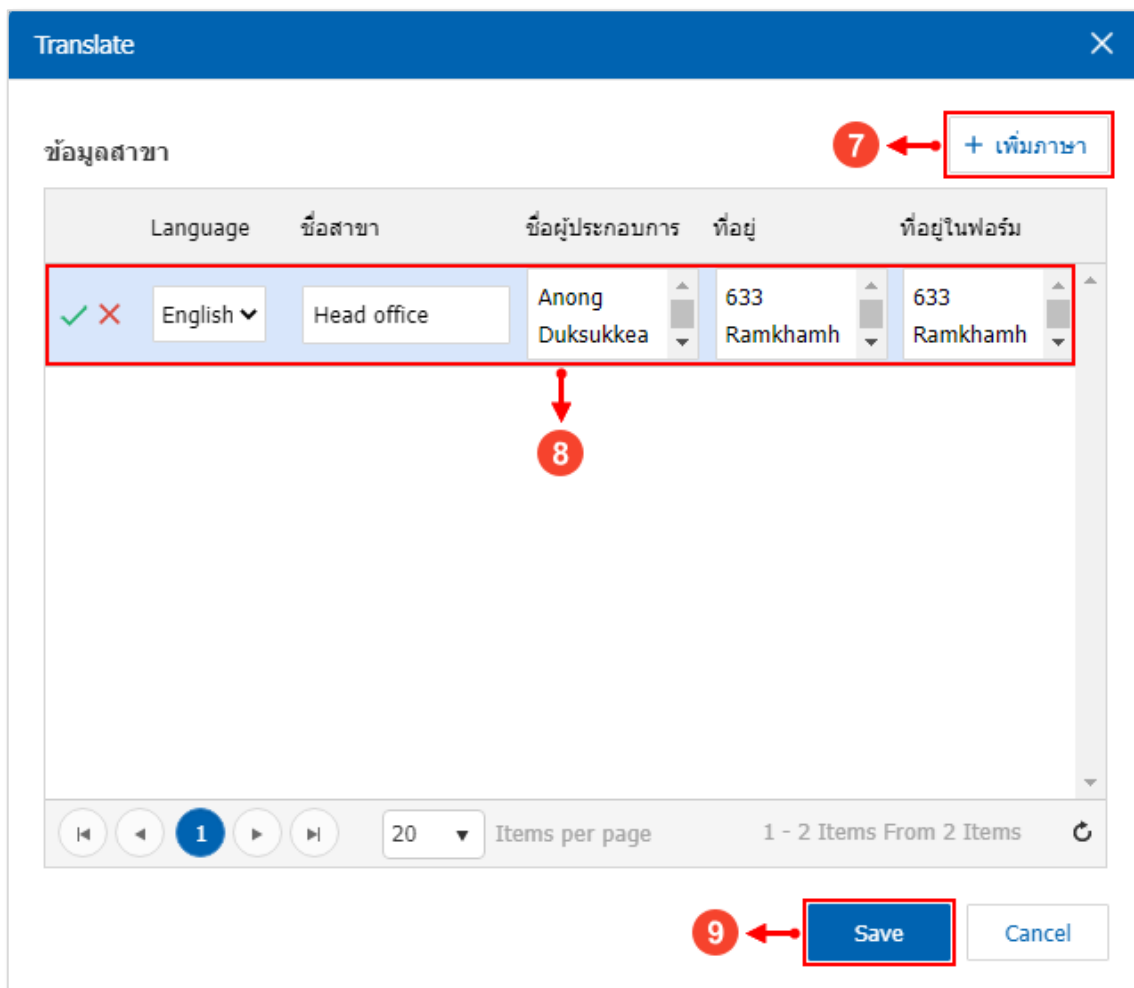 Translate
ข้อมูลสาขา
7
+ เพิ่มภาษา
Language ชื่อสาขา ชื่อผู้ประกอบการ ที่อยู่ ที่อยู่ในฟอร์ม
English Head office Anong 633 633
Duksukkea Ramkhamh Ramkhamh
8
1 20 Items per page 1 - 2 Items From 2 Items
9 Save Cancel